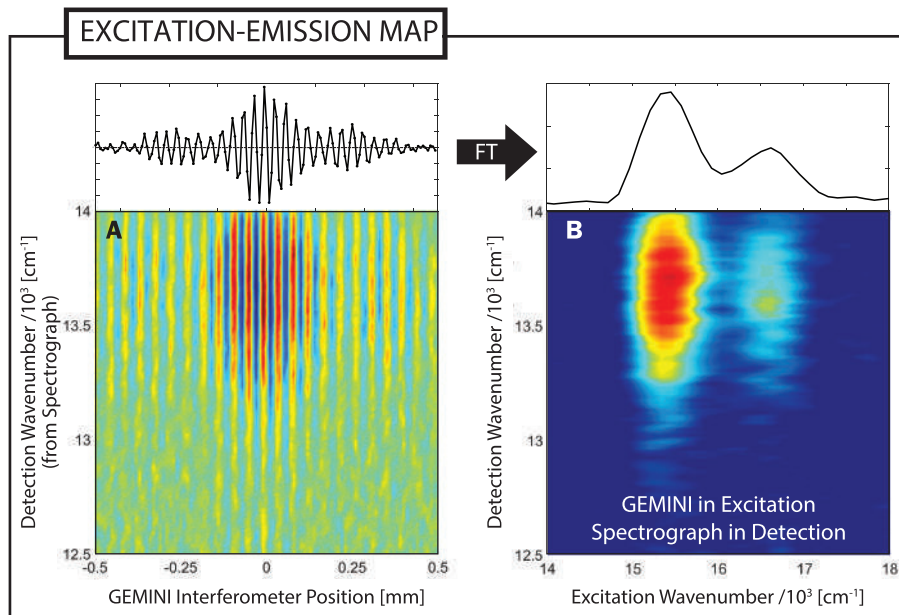 EXCITATION-EMISSION MAP
FT
A
14
13.5
13
12.5
Detection Wavenumber /10³ [cm⁻¹]
(from Spectrograph)
-0.5
-0.25
0
0.25
0.5
GEMINI Interferometer Position [mm]
B
14
13.5
13
12.5
Detection Wavenumber /10³ [cm⁻¹]
GEMINI in Excitation
Spectrograph in Detection
14
15
16
17
18
Excitation Wavenumber /10³ [cm⁻¹]